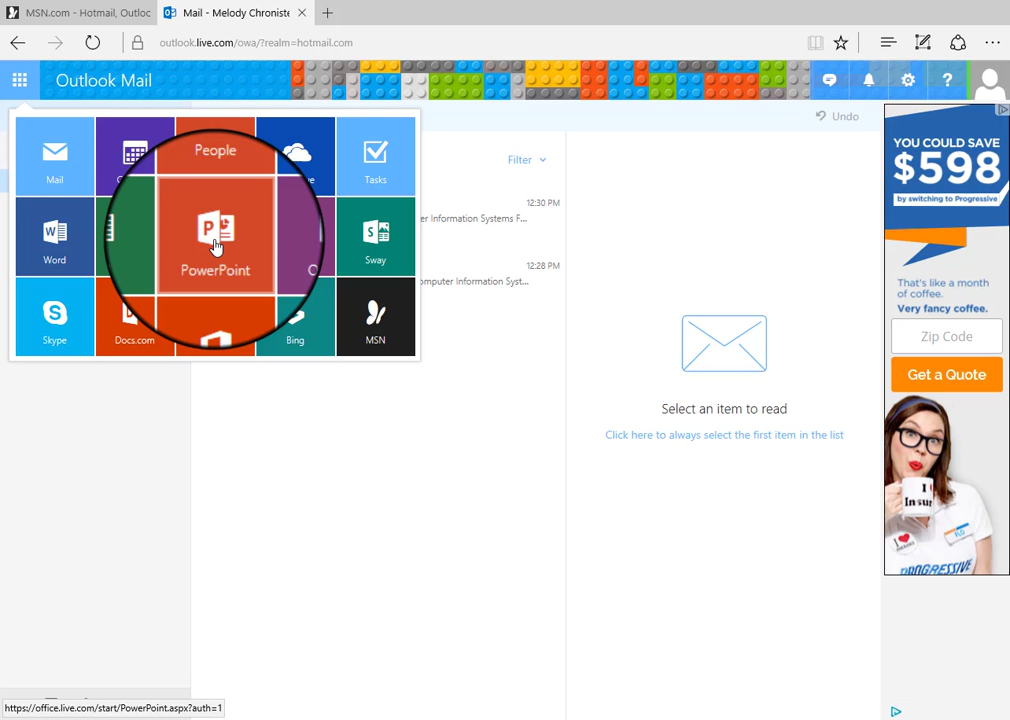 MSN.com - Hotmail, Outloc
Mail - Melody Chroniste
outlook.live.com/owa/?realm=hotmail.com
Outlook Mail
?
Undo
Filter
Mail
People
Tasks
Word
PowerPoint
Sway
Skype
Docs.com
Bing
MSN
12:30 PM
er Information Systems F...
12:28 PM
omputer Information Syst...
Select an item to read
Click here to always select the first item in the list
YOU COULD SAVE
$598
by switching to Progressive
That's like a month
of coffee.
Very fancy coffee.
Zip Code
Get a Quote
I
Insu
FLO
PROGRESSIVE
https://office.live.com/start/PowerPoint.aspx?auth=1